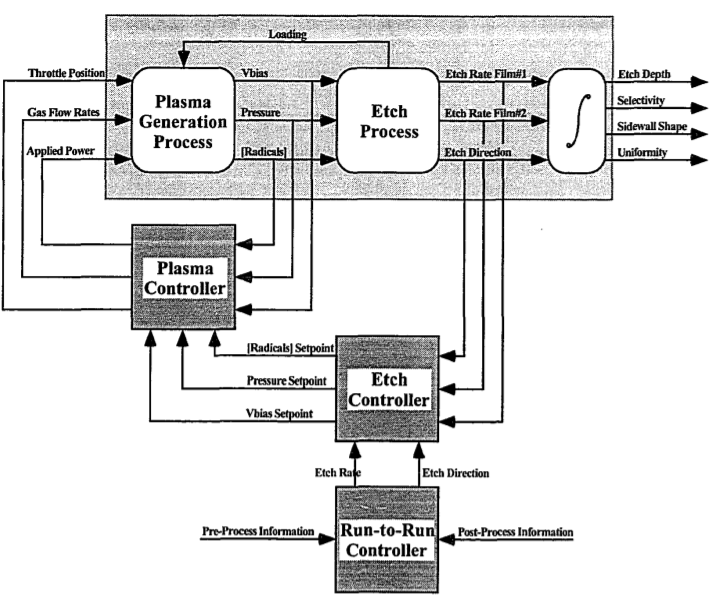 Loading
Throttle Position
Vbias
Etch Rate Film#1
Etch Depth
Plasma
Generation
Process
Etch
Process
∫
Selectivity
Gas Flow Rates
Pressure
Etch Rate Film#2
Sidewall Shape
Applied Power
[Radicals]
Etch Direction
Uniformity
Plasma
Controller
[Radicals] Setpoint
Pressure Setpoint
Vbias Setpoint
Etch
Controller
Etch Rate
Etch Direction
Pre-Process Information
Run-to-Run
Controller
Post-Process Information